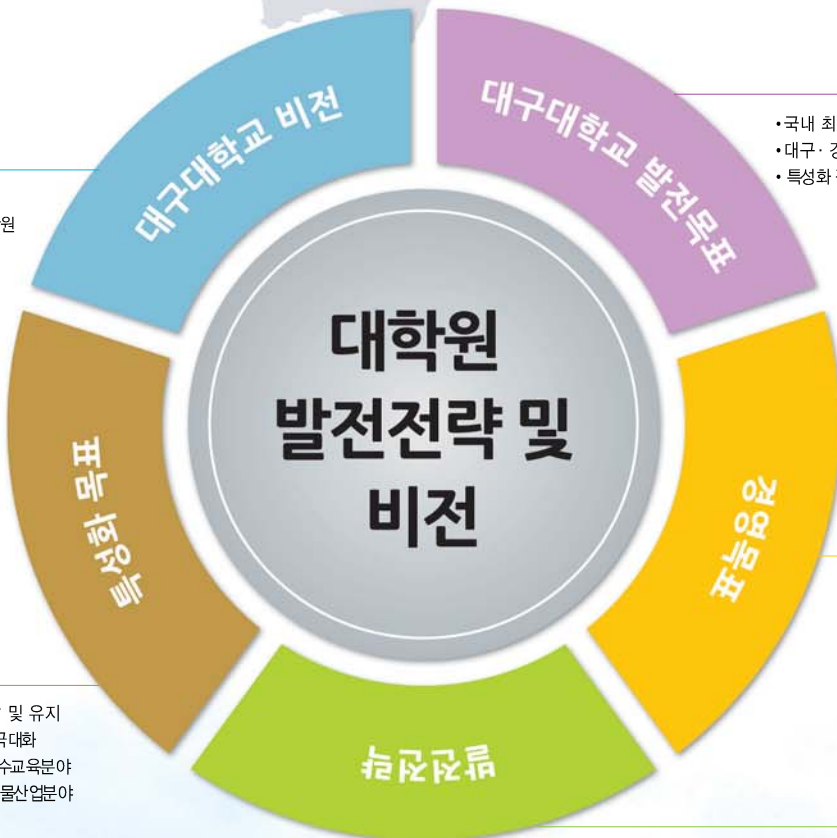 대구대학교 비전
대구대학교 발전목표
•국내 최
•대구· 경
• 특성화
원
대학원
발전전략 및
비전
특성화 목표
경영목표
발전전략
및 유지
극대화
수교육분야
물산업분야